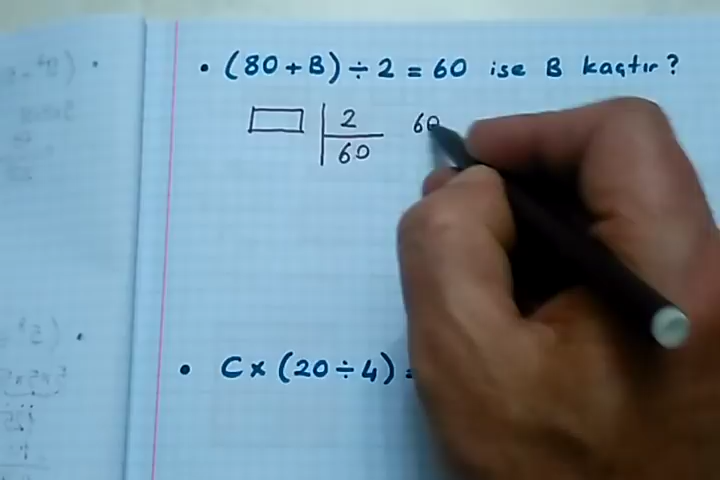 • (80 + B) ÷ 2 = 60 ise B kaçtır?
2 60
60
• C x (20 ÷ 4) =